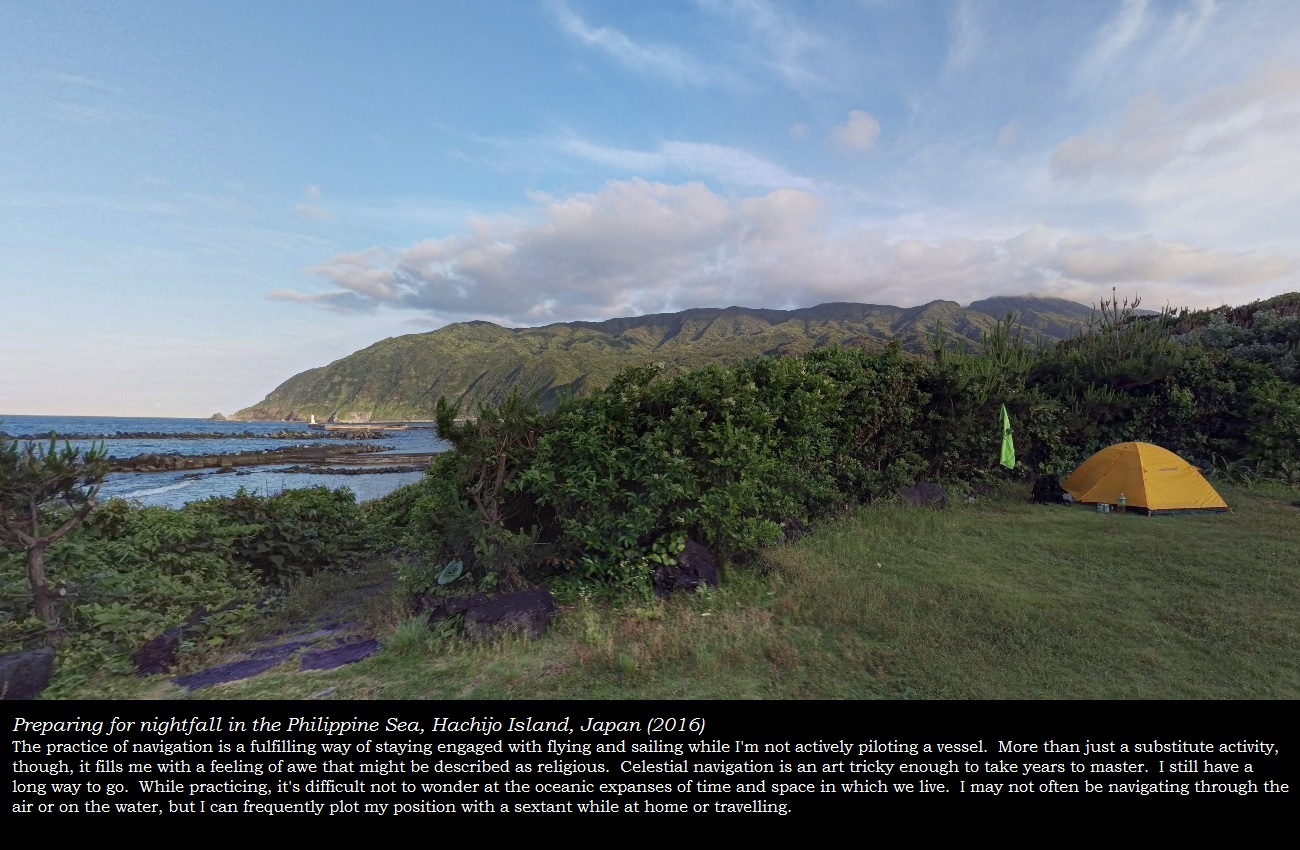 Preparing for nightfall in the Philippine Sea, Hachijo Island, Japan (2016)
The practice of navigation is a fulfilling way of staying engaged with flying and sailing while I'm not actively piloting a vessel.  More than just a substitute activity,
though, it fills me with a feeling of awe that might be described as religious.  Celestial navigation is an art tricky enough to take years to master.  I still have a
long way to go.  While practicing, it's difficult not to wonder at the oceanic expanses of time and space in which we live.  I may not often be navigating through the
air or on the water, but I can frequently plot my position with a sextant while at home or travelling.